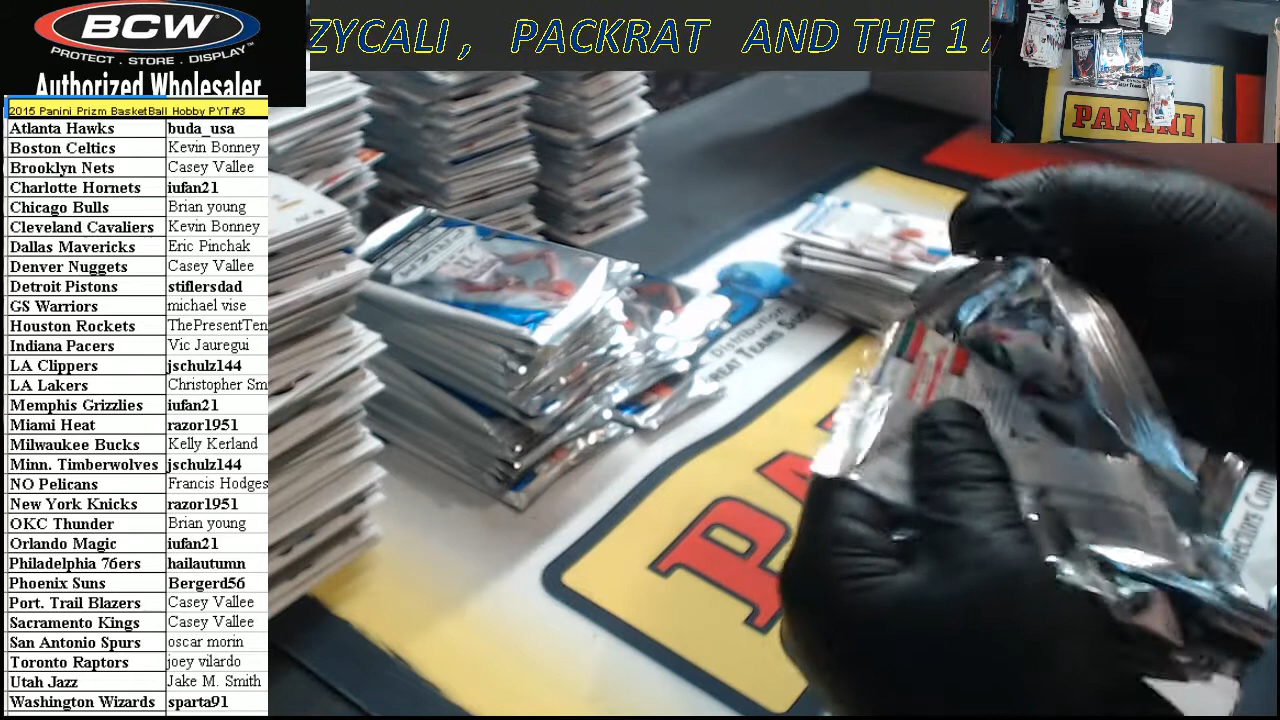 BCW
PROTECT . STORE . DISPLAY
Authorized Wholesaler
ZYCALI , PACKRAT AND THE 1
2015 Panini Prizm BasketBall Hobby PYT #3
Atlanta Hawks buda_usa
Boston Celtics Kevin Bonney
Brooklyn Nets Casey Vallee
Charlotte Hornets iufan21
Chicago Bulls Brian young
Cleveland Cavaliers Kevin Bonney
Dallas Mavericks Eric Pinchak
Denver Nuggets Casey Vallee
Detroit Pistons stiflersdad
GS Warriors michael vise
Houston Rockets ThePresentTen
Indiana Pacers Vic Jauregui
LA Clippers jschulz144
LA Lakers Christopher Sm
Memphis Grizzlies iufan21
Miami Heat razor1951
Milwaukee Bucks Kelly Kerland
Minn. Timberwolves jschulz144
NO Pelicans Francis Hodges
New York Knicks razor1951
OKC Thunder Brian young
Orlando Magic iufan21
Philadelphia 76ers hailautumn
Phoenix Suns Bergerd56
Port. Trail Blazers Casey Vallee
Sacramento Kings Casey Vallee
San Antonio Spurs oscar morin
Toronto Raptors joey vilardo
Utah Jazz Jake M. Smith
Washington Wizards sparta91
PANINI
Distribution
PA